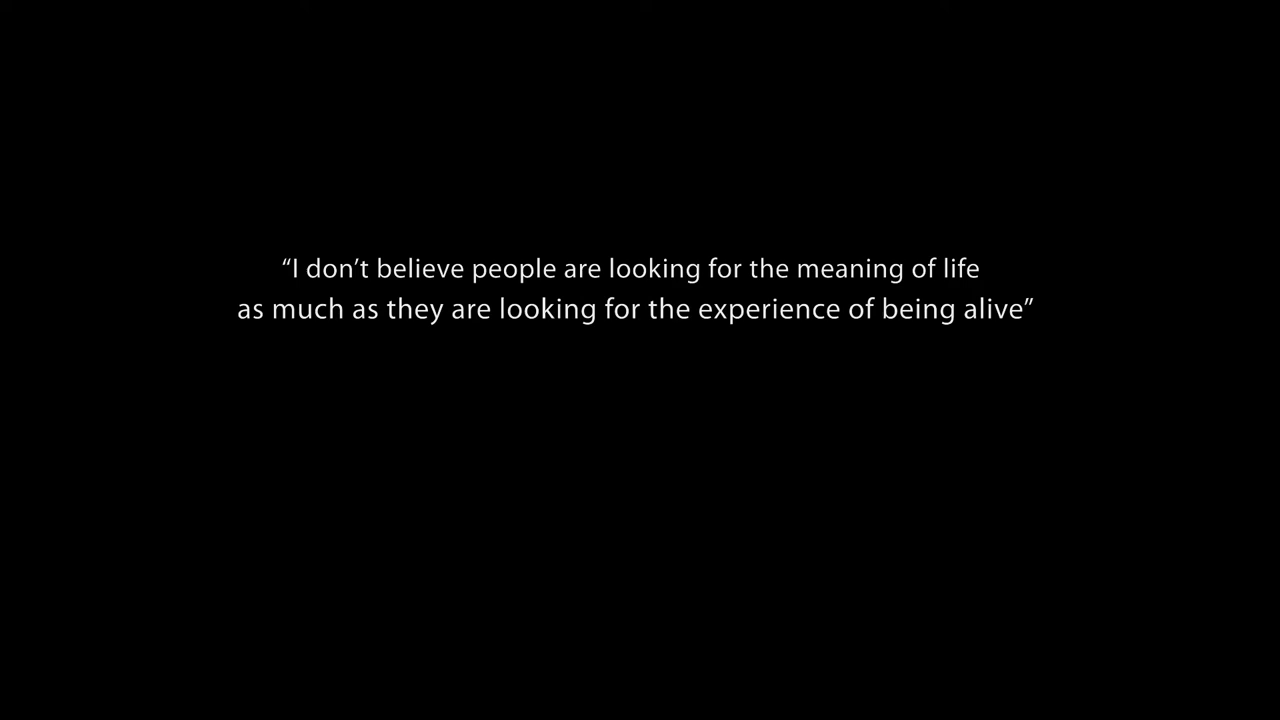 “I don’t believe people are looking for the meaning of life
as much as they are looking for the experience of being alive”